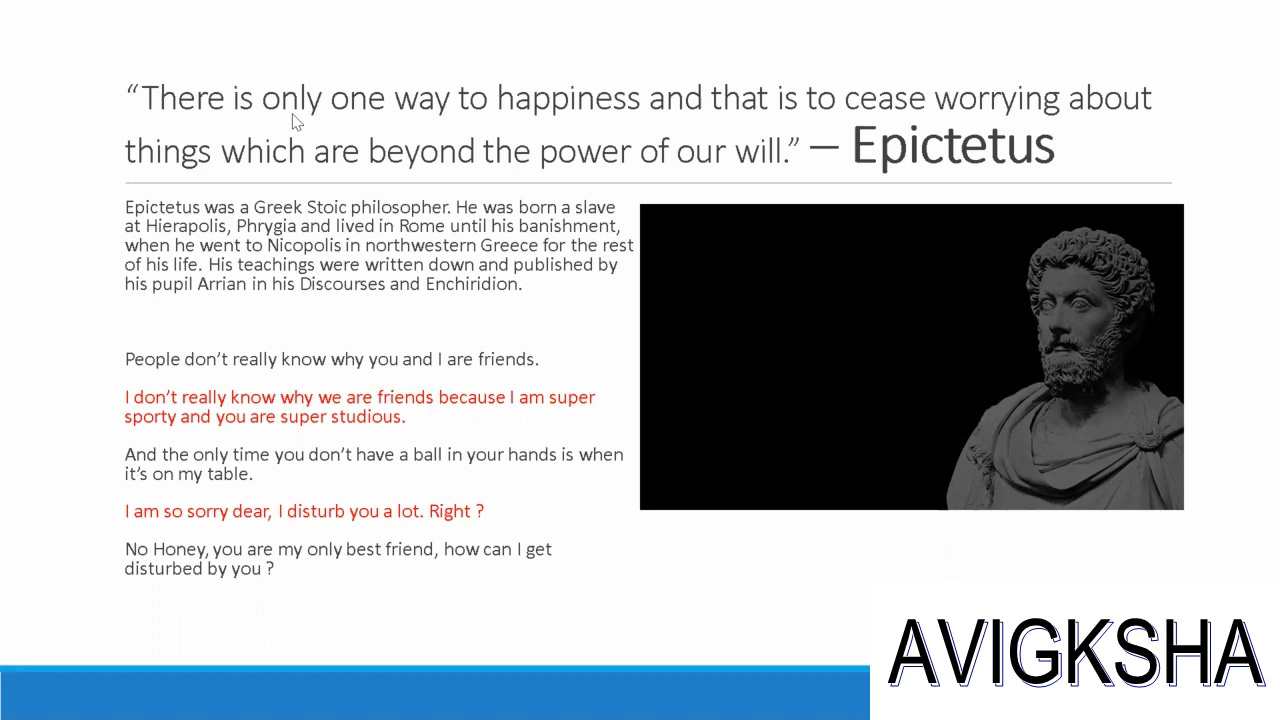 “There is only one way to happiness and that is to cease worrying about
things which are beyond the power of our will.” – Epictetus
Epictetus was a Greek Stoic philosopher. He was born a slave
at Hierapolis, Phrygia and lived in Rome until his banishment,
when he went to Nicopolis in northwestern Greece for the rest
of his life. His teachings were written down and published by
his pupil Arrian in his Discourses and Enchiridion.
People don’t really know why you and I are friends.
I don’t really know why we are friends because I am super
sporty and you are super studious.
And the only time you don’t have a ball in your hands is when
it’s on my table.
I am so sorry dear, I disturb you a lot. Right ?
No Honey, you are my only best friend, how can I get
disturbed by you ?
AVIGKSHA